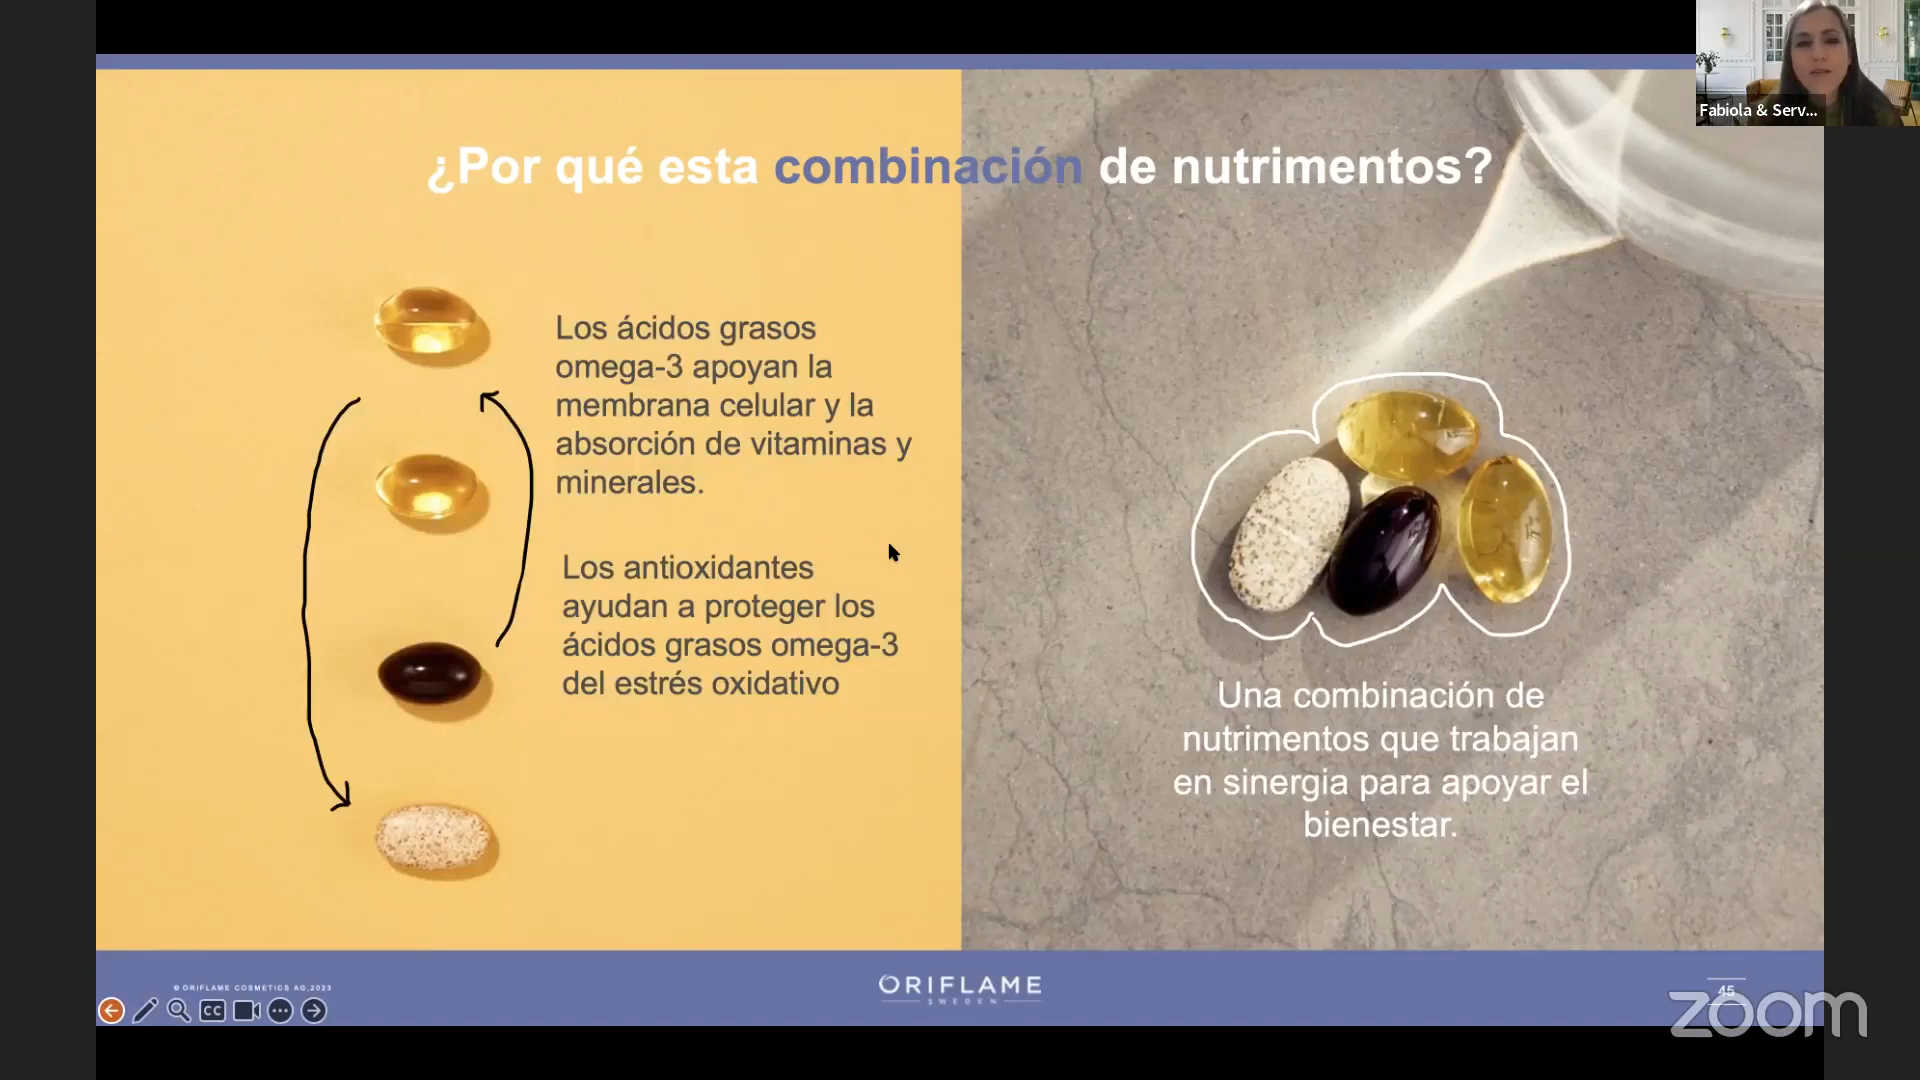 Fabiola & Serv...
¿Por qué esta combinación de nutrimentos?
Los ácidos grasos
omega-3 apoyan la
membrana celular y la
absorción de vitaminas y
minerales.
Los antioxidantes
ayudan a proteger los
ácidos grasos omega-3
del estrés oxidativo
Una combinación de
nutrimentos que trabajan
en sinergia para apoyar el
bienestar.
© ORIFLAME COSMETICS AG,2023
CC
ORIFLAME
SWEDEN
45
zoom